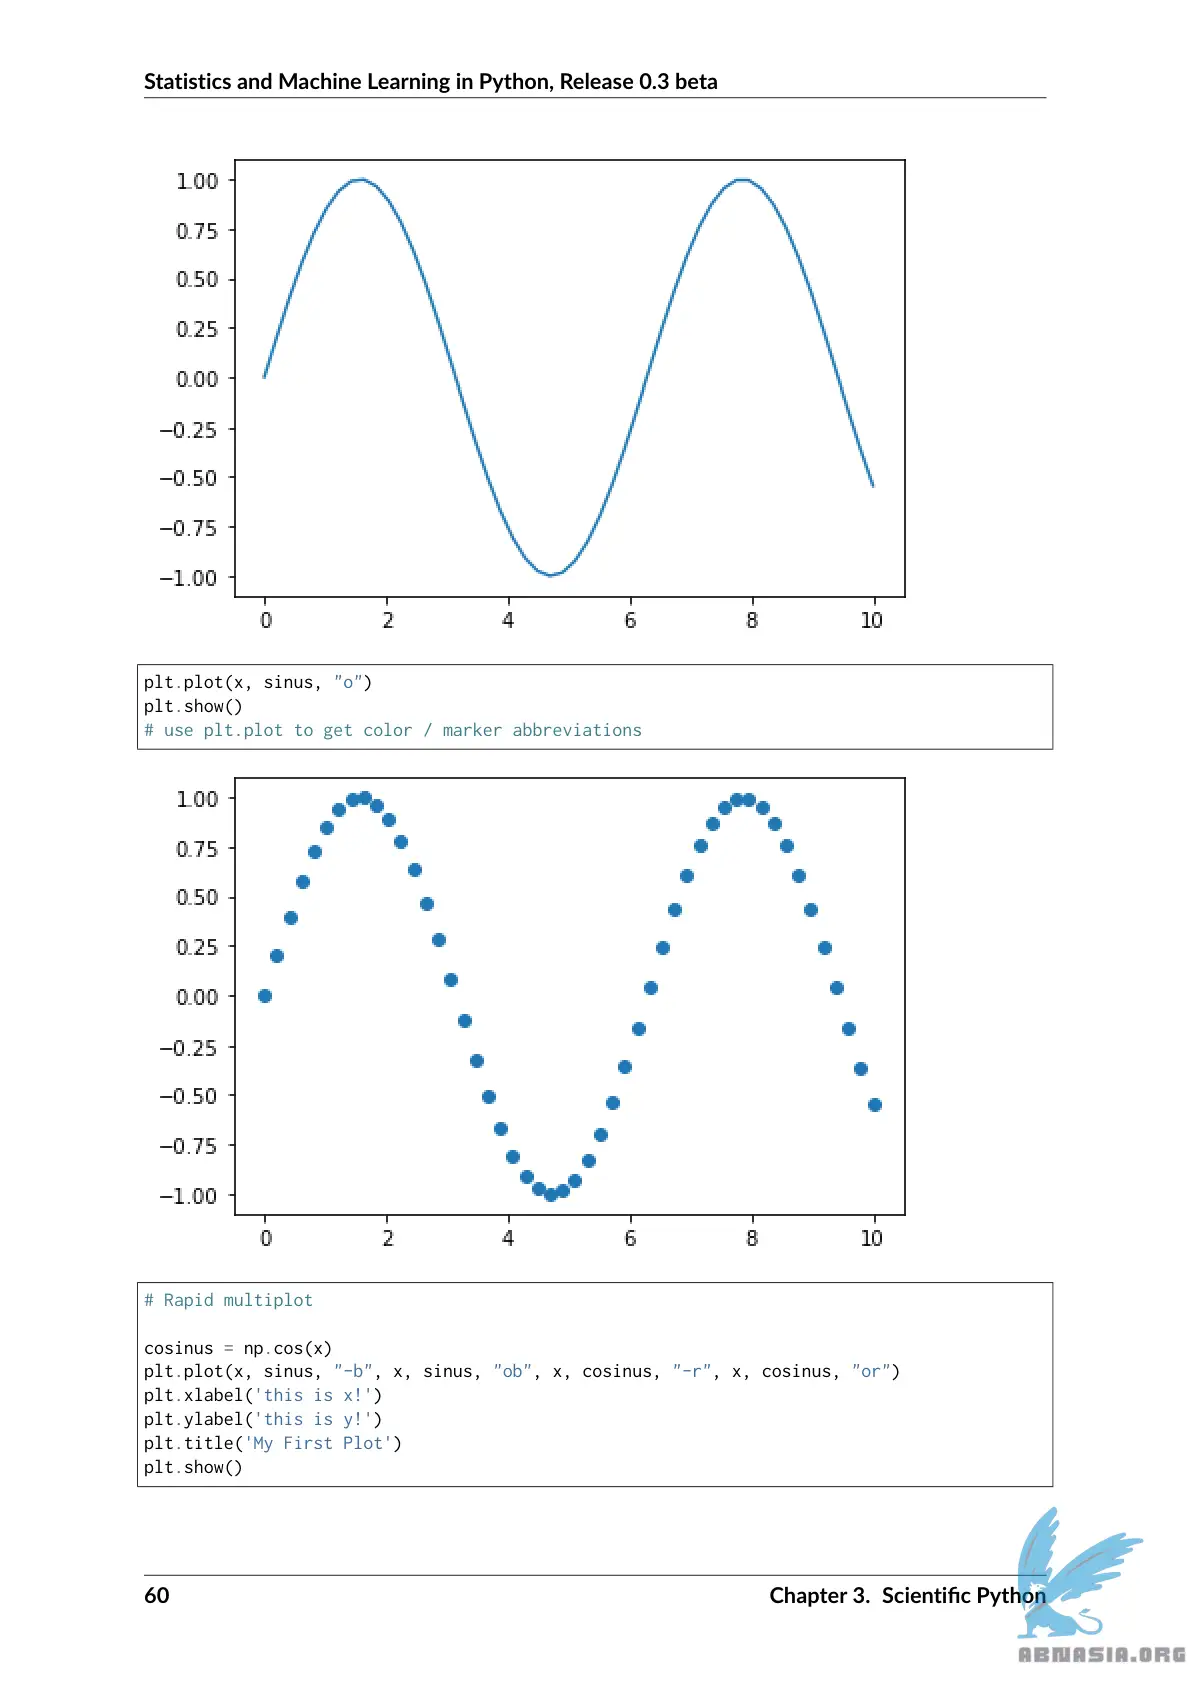 Statistics and Machine Learning in Python, Release 0.3 beta
1.00
0.75
0.50
0.25
0.00
−0.25
−0.50
−0.75
−1.00
0 2 4 6 8 10
plt.plot(x, sinus, "o")
plt.show()
# use plt.plot to get color / marker abbreviations
1.00
0.75
0.50
0.25
0.00
−0.25
−0.50
−0.75
−1.00
0 2 4 6 8 10
# Rapid multiplot
cosinus = np.cos(x)
plt.plot(x, sinus, "-b", x, sinus, "ob", x, cosinus, "-r", x, cosinus, "or")
plt.xlabel('this is x!')
plt.ylabel('this is y!')
plt.title('My First Plot')
plt.show()
60 Chapter 3. Scientific Python
ABNASIA.ORG